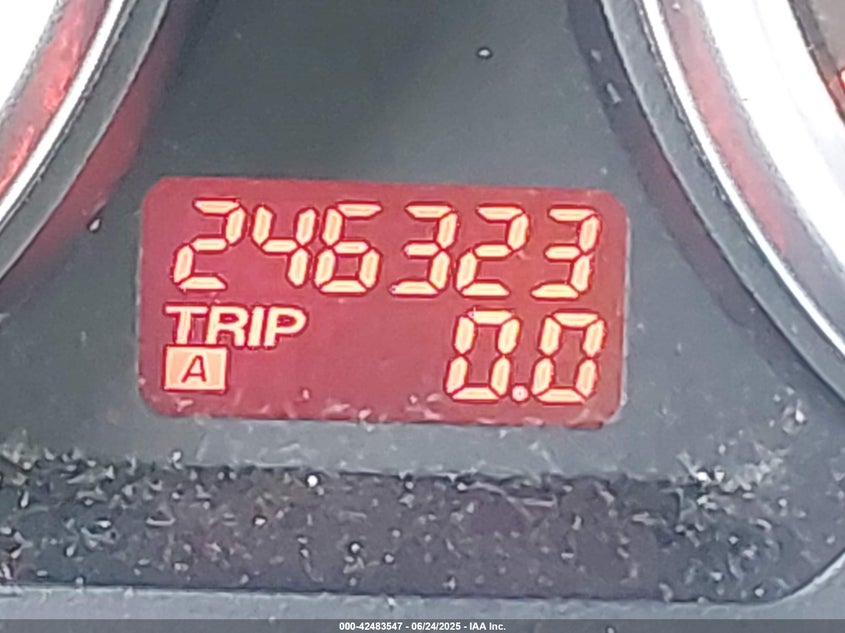 246323
TRIP
A 0.0
000-42483547 - 06/24/2025 - IAA Inc.